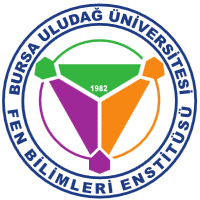 BURSA ULUDAĞ ÜNİVERSİTESİ
1982
FEN BİLİMLERİ ENSTİTÜSÜ